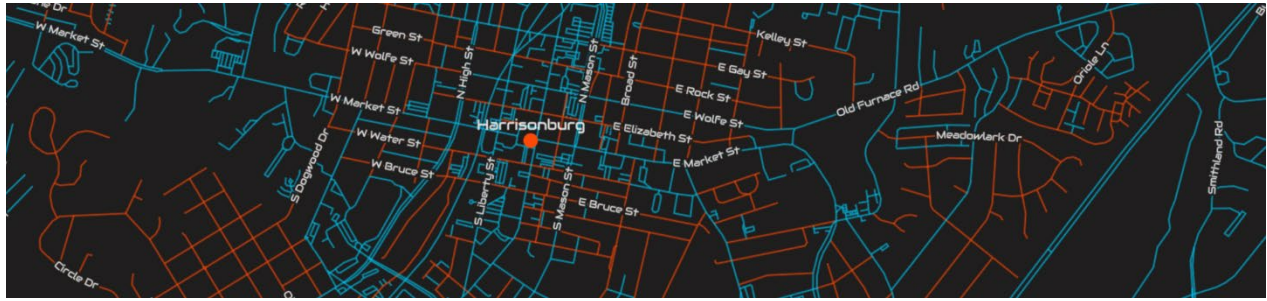 W Market St
Green St
W Wolfe St
N High St
N Mason St
Broad St
Kelley St
E Gay St
E Rock St
Oriole Ln
W Market St
E Wolfe St
Old Furnace Rd
Harrisonburg
W Water St
E Elizabeth St
Meadowlark Dr
E Market St
W Bruce St
S Dogwood Dr
S Liberty St
S Mason St
E Bruce St
Smithland Rd
Circle Dr